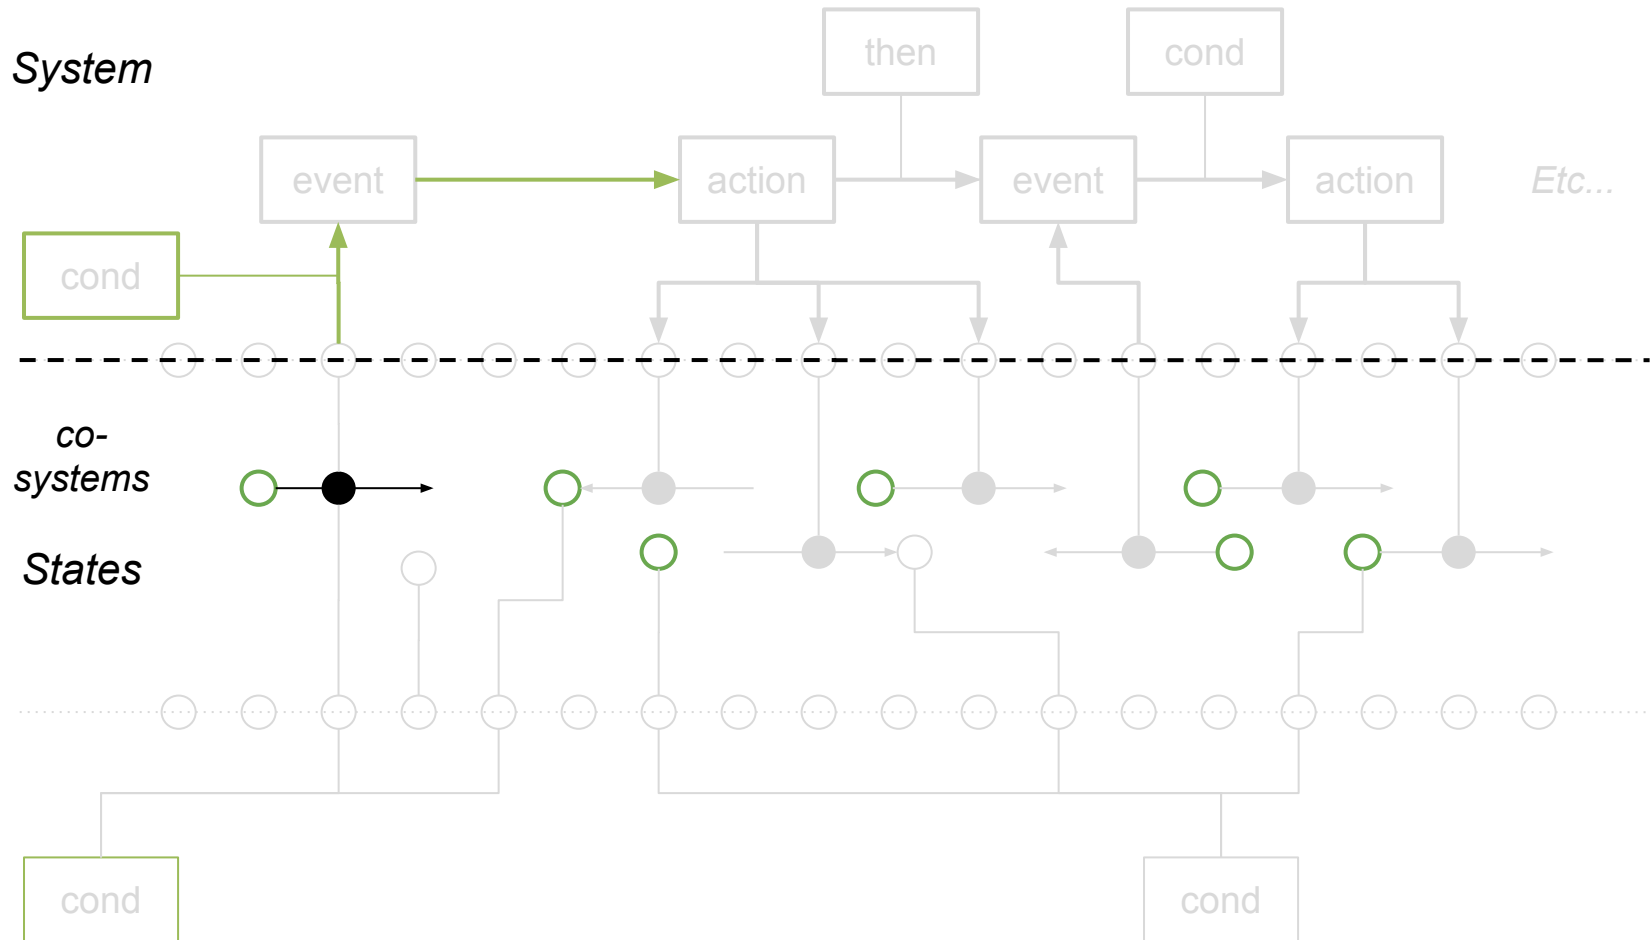 then
cond
System
event
action
event
action
Etc...
cond
co-
systems
States
cond
cond